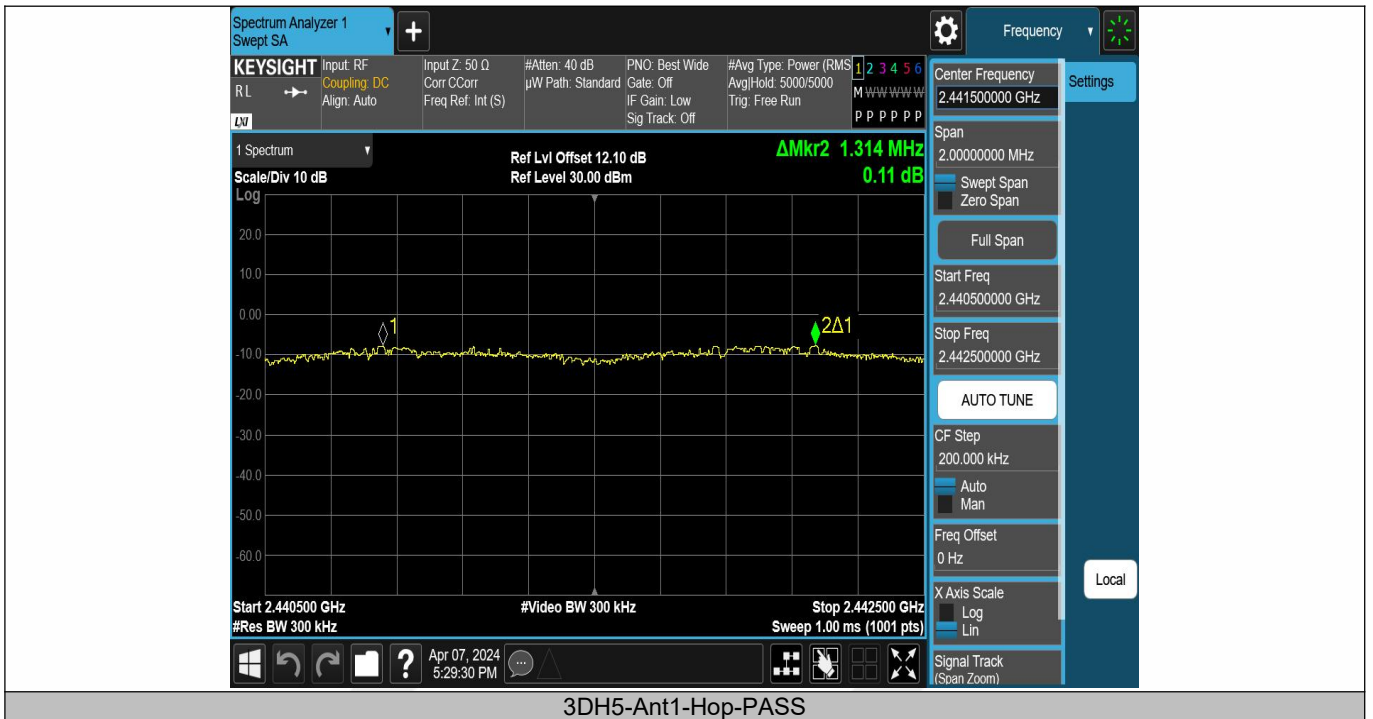 Spectrum Analyzer 1
Swept SA
+
Frequency
KEYSIGHT
RL
LXI
Input: RF
Coupling: DC
Align: Auto
Input Z: 50 Ω
Corr CCorr
Freq Ref: Int (S)
#Atten: 40 dB
µW Path: Standard
PNO: Best Wide
Gate: Off
IF Gain: Low
Sig Track: Off
#Avg Type: Power (RMS
Avg|Hold: 5000/5000
Trig: Free Run
1 2 3 4 5 6
M W W W W W
P P P P P P
1 Spectrum
Scale/Div 10 dB
Ref Lvl Offset 12.10 dB
Ref Level 30.00 dBm
ΔMkr2 1.314 MHz
0.11 dB
Log
20.0
10.0
0.00
-10.0
-20.0
-30.0
-40.0
-50.0
-60.0
1
2Δ1
Start 2.440500 GHz
#Video BW 300 kHz
Stop 2.442500 GHz
#Res BW 300 kHz
Sweep 1.00 ms (1001 pts)
Center Frequency
2.441500000 GHz
Settings
Span
2.00000000 MHz
Swept Span
Zero Span
Full Span
Start Freq
2.440500000 GHz
Stop Freq
2.442500000 GHz
AUTO TUNE
CF Step
200.000 kHz
Auto
Man
Freq Offset
0 Hz
Local
X Axis Scale
Log
Lin
Signal Track
(Span Zoom)
?
Apr 07, 2024
5:29:30 PM
3DH5-Ant1-Hop-PASS